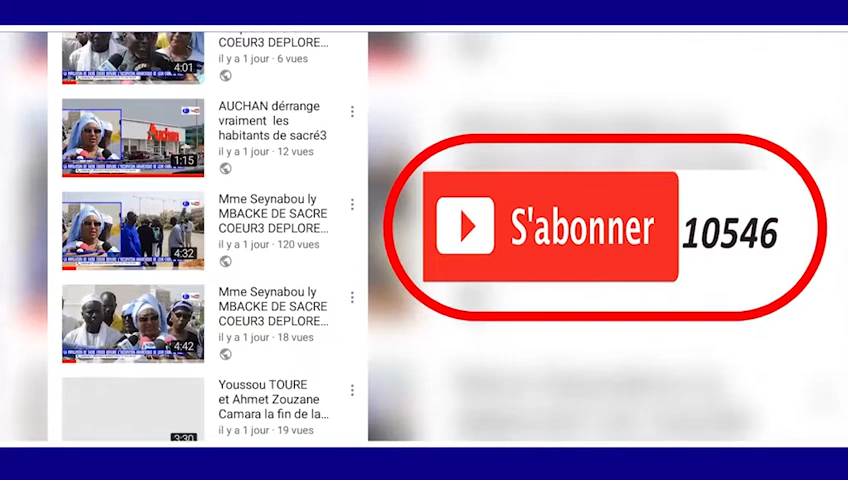 COEUR3 DEPLORE...
il y a 1 jour · 6 vues
4:01
AUCHAN dérrange
vraiment les
habitants de sacré3
il y a 1 jour · 12 vues
Auchan
1:15
Mme Seynabou ly
MBACKE DE SACRE
COEUR3 DEPLORE...
il y a 1 jour · 120 vues
4:32
Mme Seynabou ly
MBACKE DE SACRE
COEUR3 DEPLORE...
il y a 1 jour · 18 vues
4:42
Youssou TOURE
et Ahmet Zouzane
Camara la fin de la...
il y a 1 jour · 19 vues
3:30
S'abonner
10546